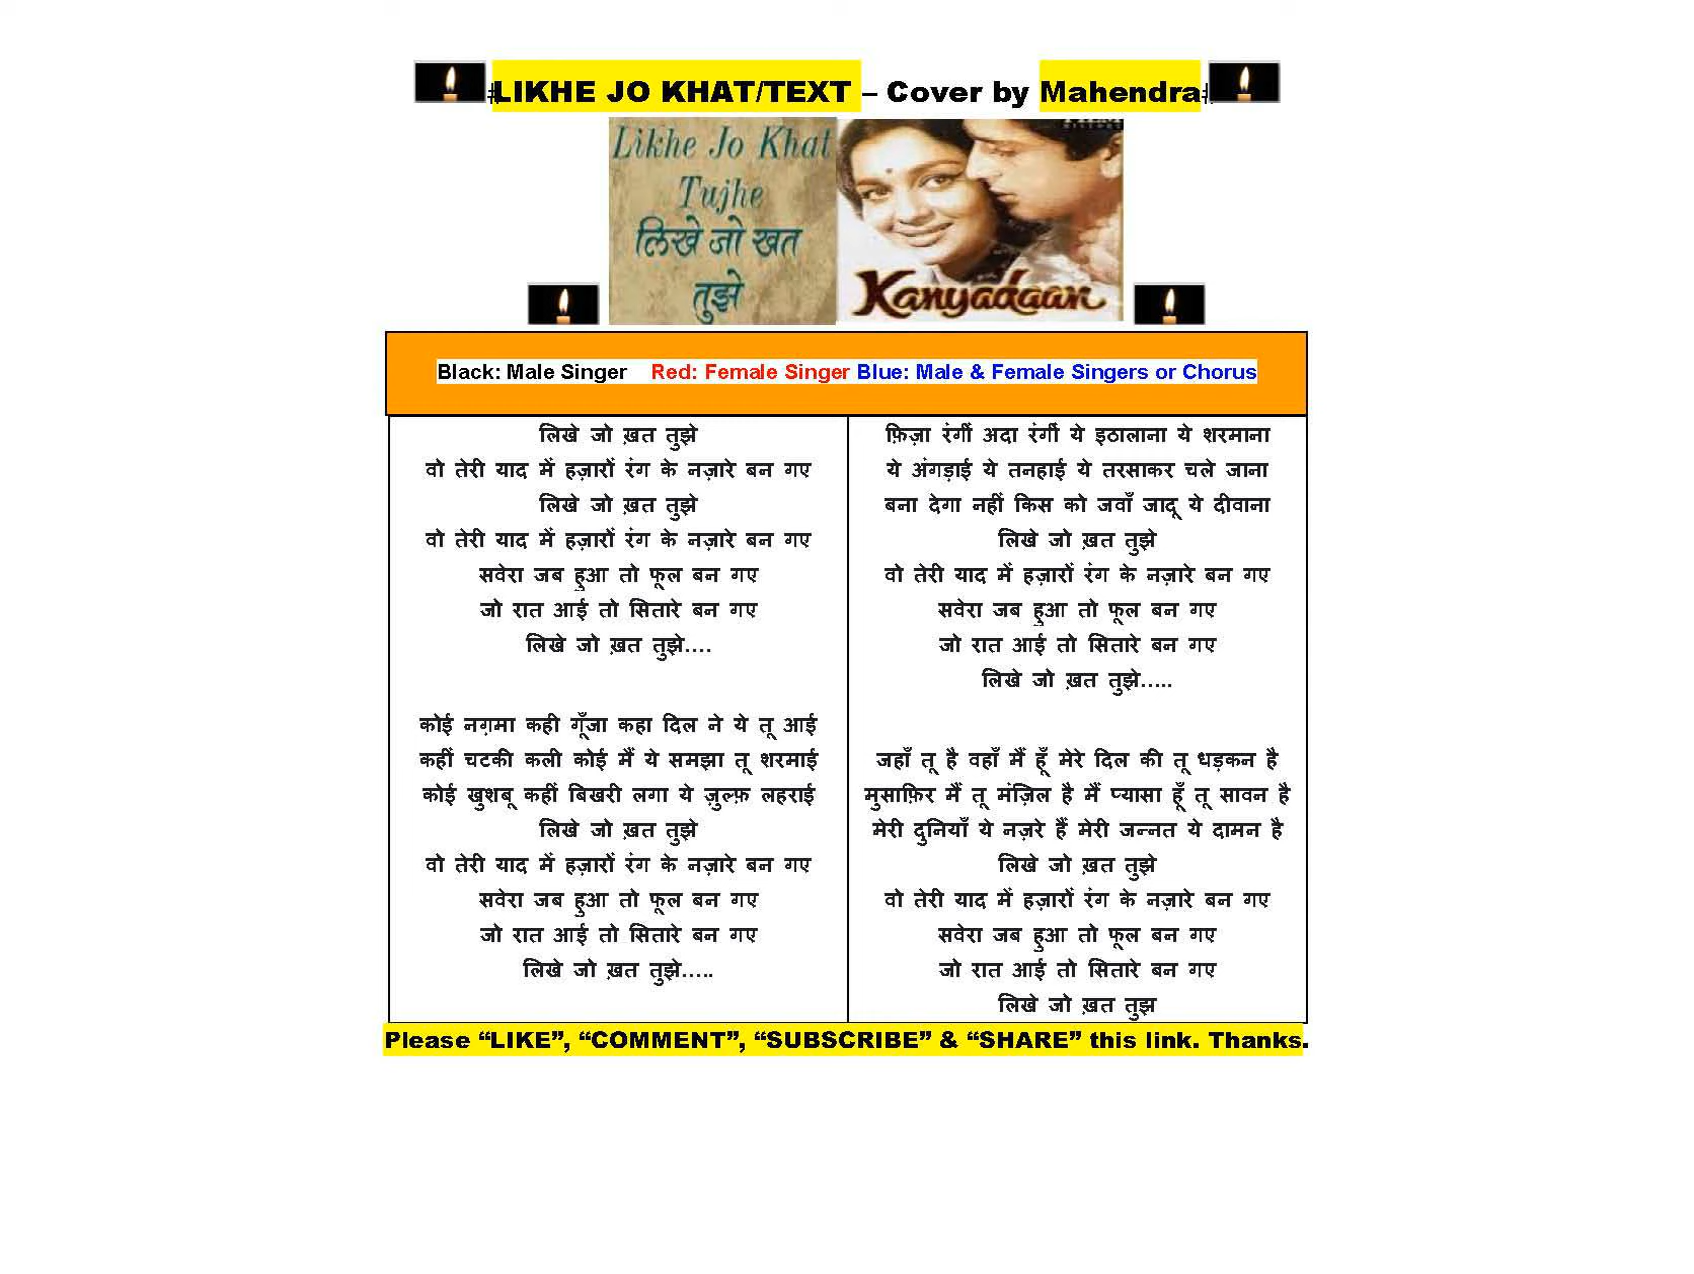 #LIKHE JO KHAT/TEXT – Cover by Mahendra#
Likhe Jo Khat
Tujhe
लिखे जो खत
तुझे
Kanyadaan
Black: Male Singer Red: Female Singer Blue: Male & Female Singers or Chorus
लिखे जो ख़त तुझे
वो तेरी याद में हज़ारों रंग के नज़ारे बन गए
लिखे जो ख़त तुझे
वो तेरी याद में हज़ारों रंग के नज़ारे बन गए
सवेरा जब हुआ तो फूल बन गए
जो रात आई तो सितारे बन गए
लिखे जो ख़त तुझे....
कोई नग़मा कही गूँजा कहा दिल ने ये तू आई
कहीं चटकी कली कोई मैं ये समझा तू शरमाई
कोई खुशबू कहीं बिखरी लगा ये ज़ुल्फ़ लहराई
लिखे जो ख़त तुझे
वो तेरी याद में हज़ारों रंग के नज़ारे बन गए
सवेरा जब हुआ तो फूल बन गए
जो रात आई तो सितारे बन गए
लिखे जो ख़त तुझे.....
फ़िज़ा रंगीं अदा रंगीं ये इठालाना ये शरमाना
ये अंगड़ाई ये तनहाई ये तरसाकर चले जाना
बना देगा नहीं किस को जवाँ जादू ये दीवाना
लिखे जो ख़त तुझे
वो तेरी याद में हज़ारों रंग के नज़ारे बन गए
सवेरा जब हुआ तो फूल बन गए
जो रात आई तो सितारे बन गए
लिखे जो ख़त तुझे.....
जहाँ तू है वहाँ मैं हूँ मेरे दिल की तू धड़कन है
मुसाफ़िर मैं तू मंज़िल है मैं प्यासा हूँ तू सावन है
मेरी दुनियाँ ये नज़रे हैं मेरी जन्नत ये दामन है
लिखे जो ख़त तुझे
वो तेरी याद में हज़ारों रंग के नज़ारे बन गए
सवेरा जब हुआ तो फूल बन गए
जो रात आई तो सितारे बन गए
लिखे जो ख़त तुझ
Please “LIKE”, “COMMENT”, “SUBSCRIBE” & “SHARE” this link. Thanks.